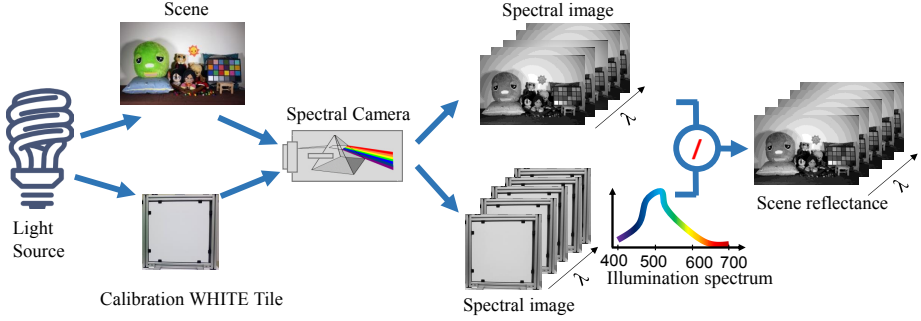 Scene
Spectral image
Spectral Camera
λ
/
Light
Source
Scene reflectance
λ
400 500 600 700
Illumination spectrum
λ
Calibration WHITE Tile
Spectral image